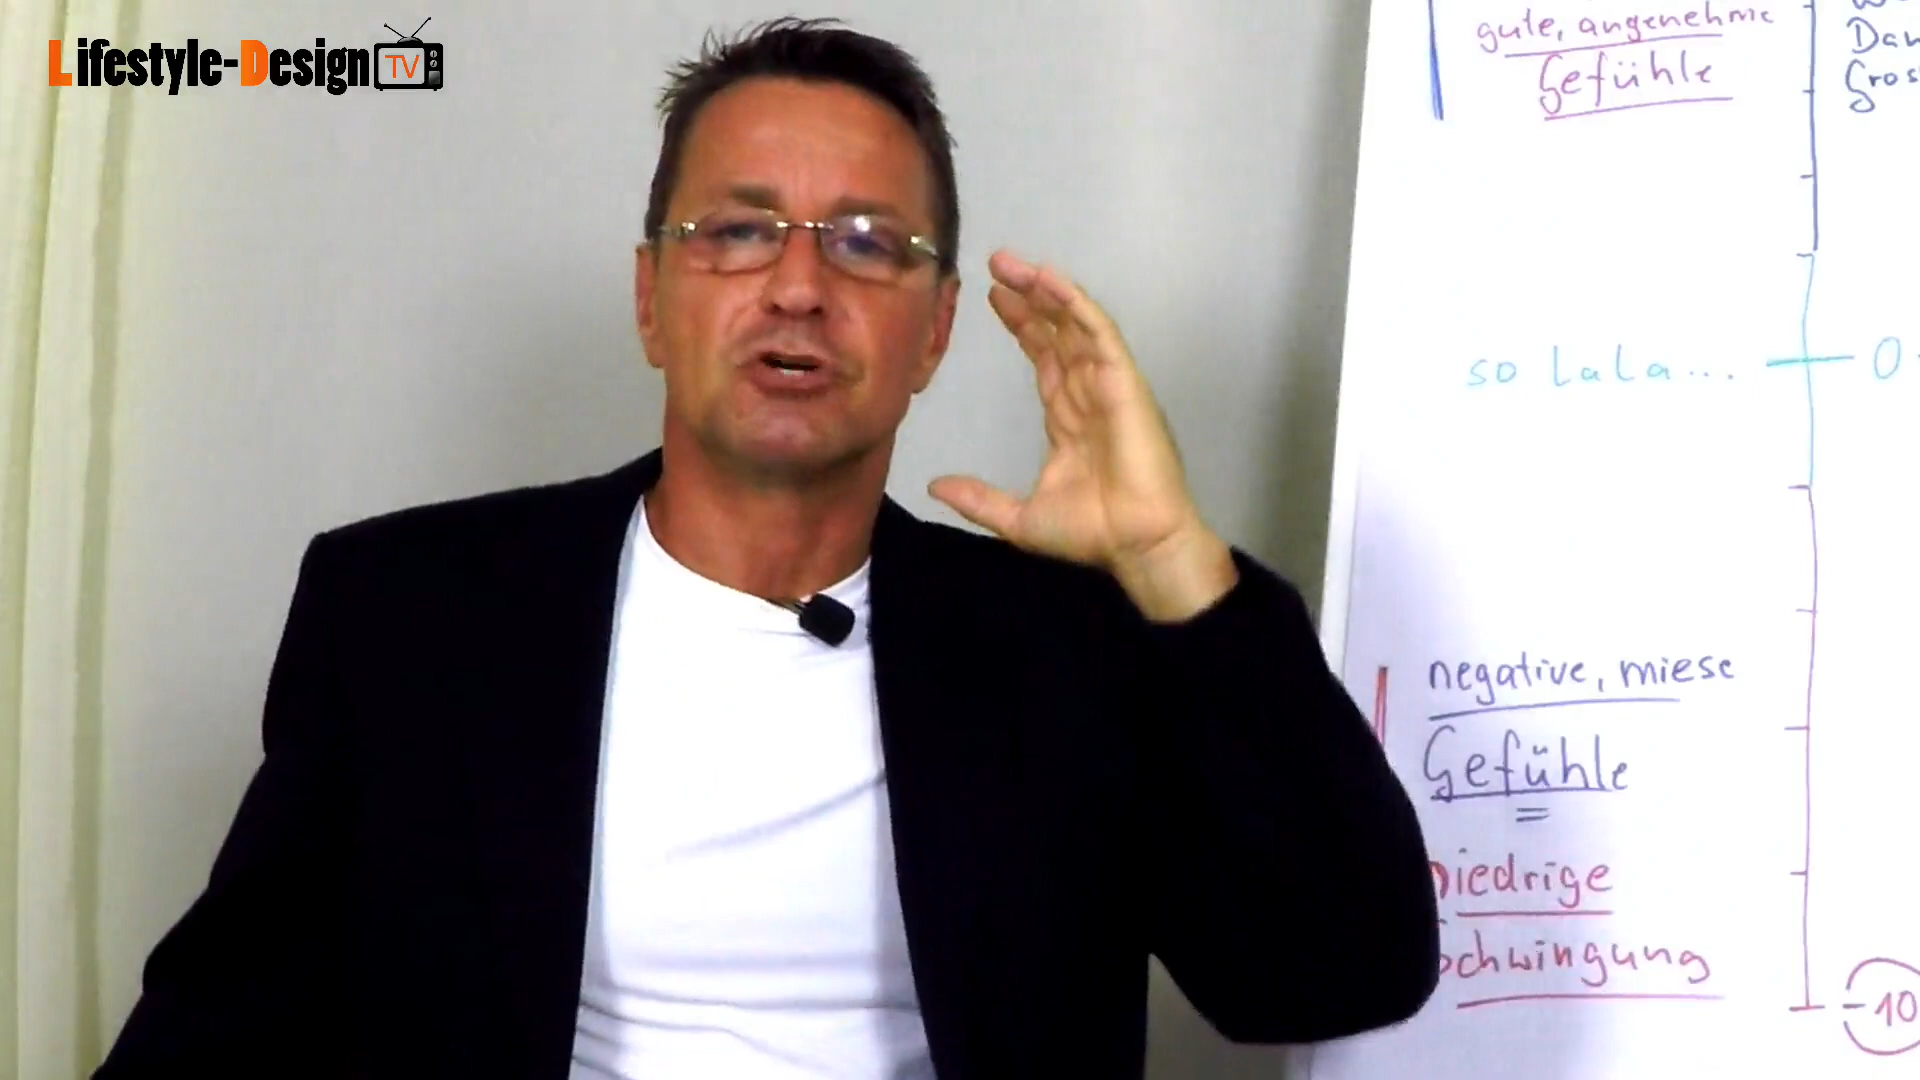 Lifestyle-Design TV
gute, angenehme
Gefühle
so lala...
0
negative, miese
Gefühle
=
niedrige
Schwingung
-10